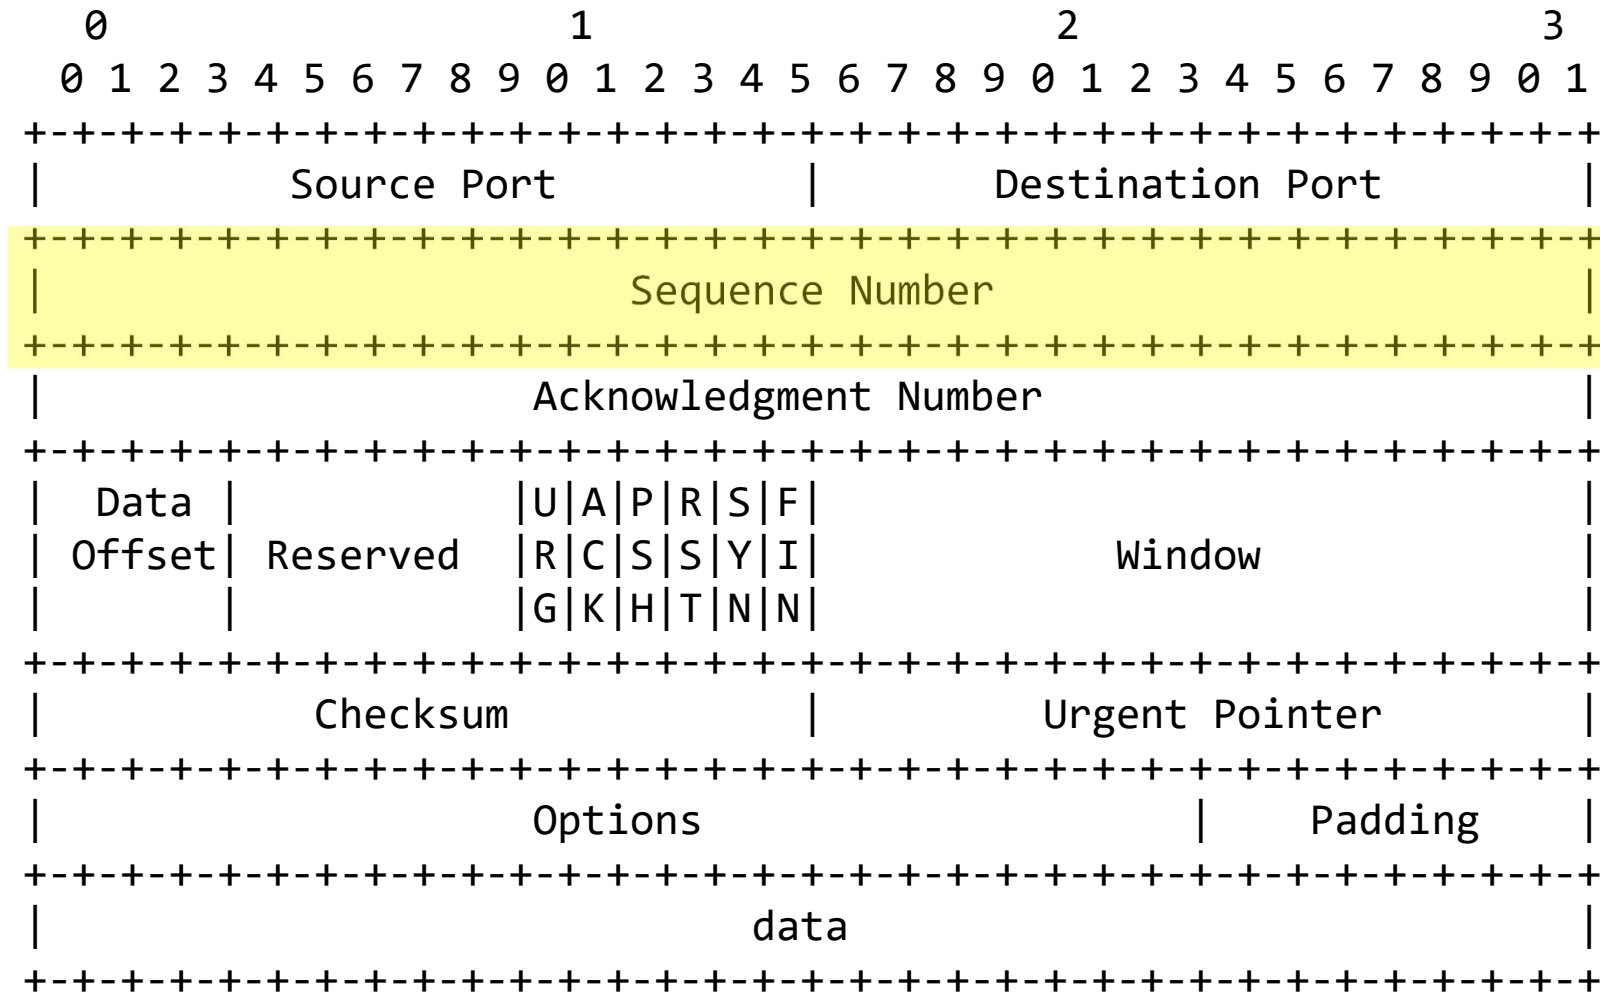 0                   1                   2                   3
    0 1 2 3 4 5 6 7 8 9 0 1 2 3 4 5 6 7 8 9 0 1 2 3 4 5 6 7 8 9 0 1
   +-+-+-+-+-+-+-+-+-+-+-+-+-+-+-+-+-+-+-+-+-+-+-+-+-+-+-+-+-+-+-+-+
   |          Source Port          |       Destination Port        |
   +-+-+-+-+-+-+-+-+-+-+-+-+-+-+-+-+-+-+-+-+-+-+-+-+-+-+-+-+-+-+-+-+
   |                        Sequence Number                        |
   +-+-+-+-+-+-+-+-+-+-+-+-+-+-+-+-+-+-+-+-+-+-+-+-+-+-+-+-+-+-+-+-+
   |                    Acknowledgment Number                      |
   +-+-+-+-+-+-+-+-+-+-+-+-+-+-+-+-+-+-+-+-+-+-+-+-+-+-+-+-+-+-+-+-+
   |  Data |           |U|A|P|R|S|F|                               |
   | Offset| Reserved  |R|C|S|S|Y|I|            Window             |
   |       |           |G|K|H|T|N|N|                               |
   +-+-+-+-+-+-+-+-+-+-+-+-+-+-+-+-+-+-+-+-+-+-+-+-+-+-+-+-+-+-+-+-+
   |           Checksum            |         Urgent Pointer        |
   +-+-+-+-+-+-+-+-+-+-+-+-+-+-+-+-+-+-+-+-+-+-+-+-+-+-+-+-+-+-+-+-+
   |                    Options                    |    Padding    |
   +-+-+-+-+-+-+-+-+-+-+-+-+-+-+-+-+-+-+-+-+-+-+-+-+-+-+-+-+-+-+-+-+
   |                             data                              |
   +-+-+-+-+-+-+-+-+-+-+-+-+-+-+-+-+-+-+-+-+-+-+-+-+-+-+-+-+-+-+-+-+